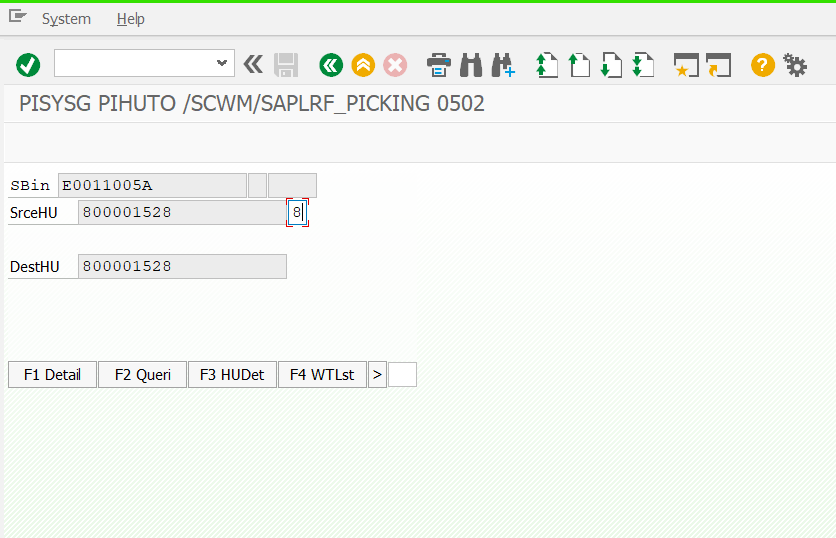 System Help
PISYSG PIHUTO /SCWM/SAPLRF_PICKING 0502
SBin E0011005A
SrceHU 800001528 8
DestHU 800001528
F1 Detail F2 Queri F3 HUDet F4 WTLst >